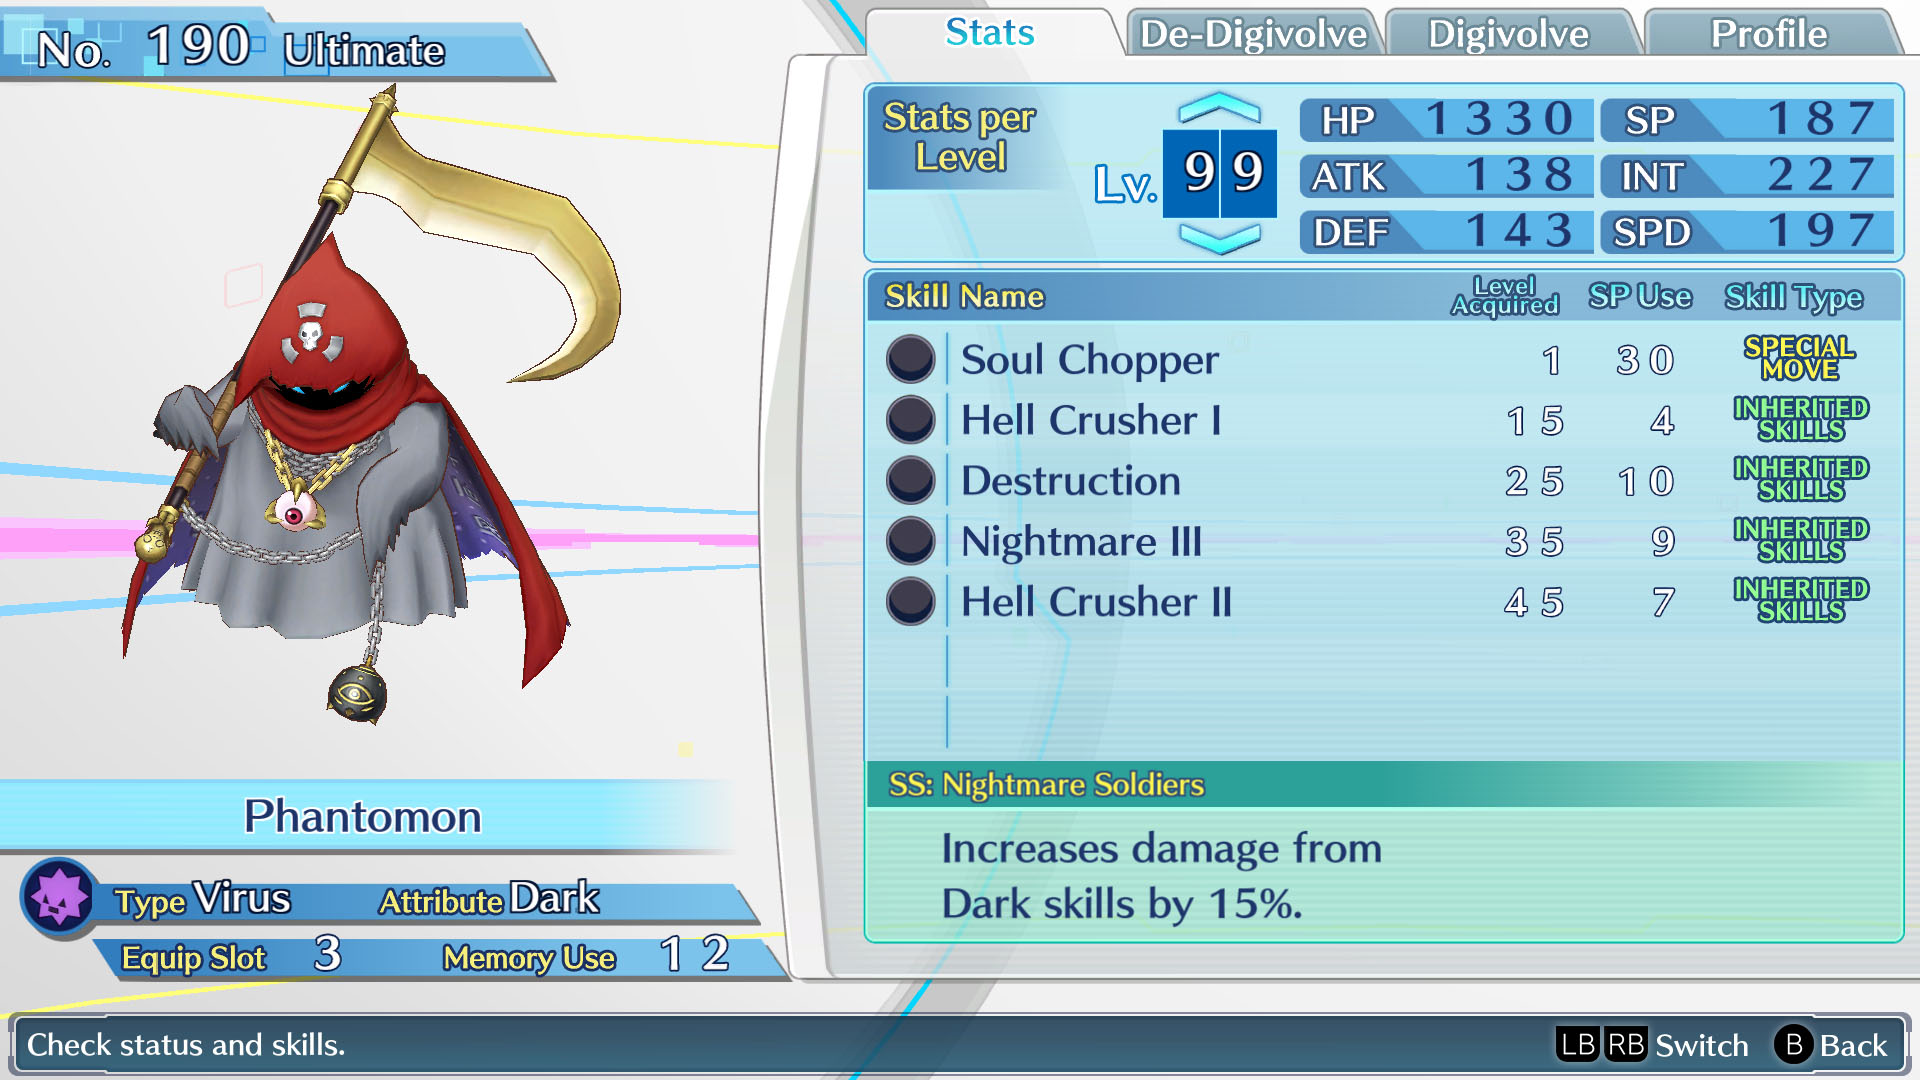 No. 190 Ultimate
Stats De-Digivolve Digivolve Profile
Stats per
Level
Lv. 99
HP 1330 SP 187
ATK 138 INT 227
DEF 143 SPD 197
Skill Name Level Acquired SP Use Skill Type
Soul Chopper 1 30 SPECIAL MOVE
Hell Crusher I 15 4 INHERITED SKILLS
Destruction 25 10 INHERITED SKILLS
Nightmare III 35 9 INHERITED SKILLS
Hell Crusher II 45 7 INHERITED SKILLS
SS: Nightmare Soldiers
Increases damage from
Dark skills by 15%.
Phantomon
Type Virus Attribute Dark
Equip Slot 3 Memory Use 12
Check status and skills.
LB RB Switch B Back